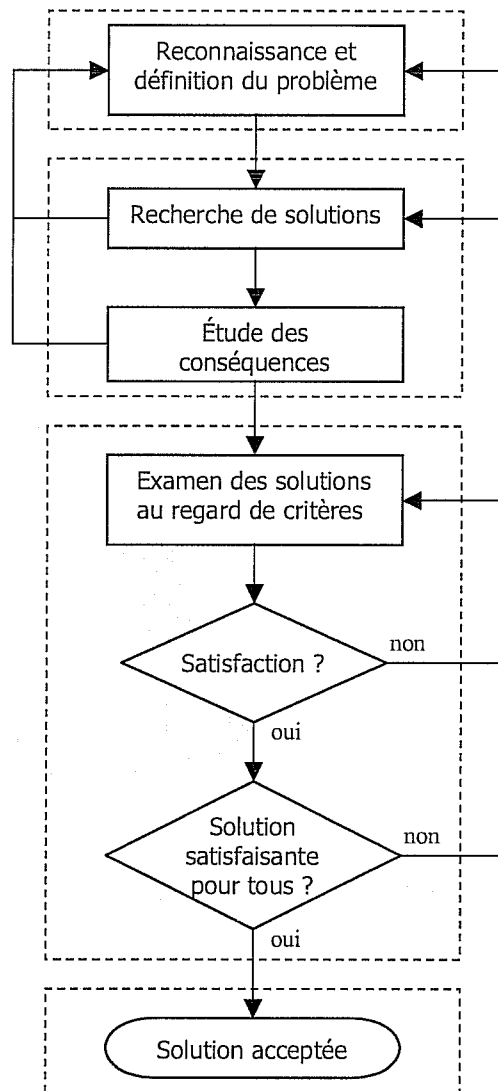 Reconnaissance et
définition du problème
Recherche de solutions
Étude des
conséquences
Examen des solutions
au regard de critères
Satisfaction ?
non
oui
Solution
satisfaisante
pour tous ?
non
oui
Solution acceptée